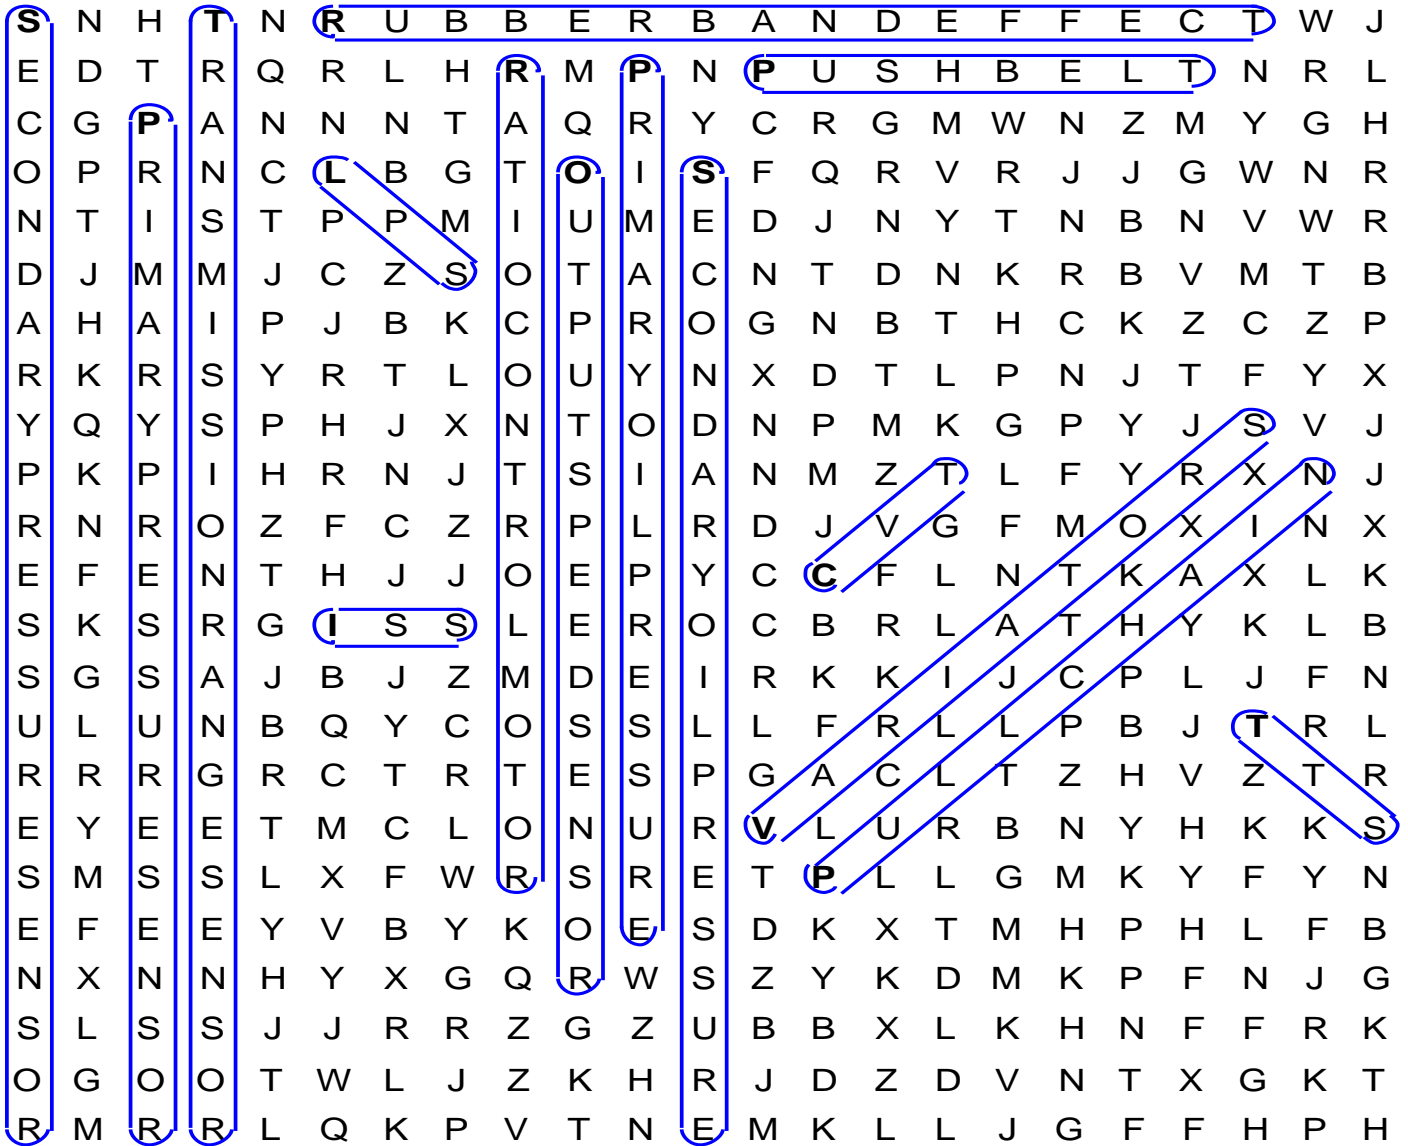 S N H T N R U B B E R B A N D E F F E C T W J
E D T R Q R L H R M P N P U S H B E L T N R L
C G P A N N N T A Q R Y C R G M W N Z M Y G H
O P R N C L B G T O I S F Q R V R J J G W N R
N T I S T P P M I U M E D J N Y T N B N V W R
D J M M J C Z S O T A C N T D N K R B V M T B
A H A I P J B K C P R O G N B T H C K Z C Z P
R K R S Y R T L O U Y N X D T L P N J T F Y X
Y Q Y S P H J X N T O D N P M K G P Y J S V J
P K P I H R N J T S I A N M Z T L F Y R X N J
R N R O Z F C Z R P L R D J V G F M O X I N X
E F E N T H J J O E P Y C C F L N T K A X L K
S K S R G I S S L E R O C B R L A T H Y K L B
S G S A J B J Z M D E I R K K I J C P L J F N
U L U N B Q Y C O S S L L F R L L P B J T R L
R R R G R C T R T E S P G A C L T Z H V Z T R
E Y E E T M C L O N U R V L U R B N Y H K K S
S M S S L X F W R S R E T P L L G M K Y F Y N
E F E E Y V B Y K O E S D K X T M H P H L F B
N X N N H Y X G Q R W S Z Y K D M K P F N J G
S L S S J J R R Z G Z U B B X L K H N F F R K
O G O O T W L J Z K H R J D Z D V N T X G K T
R M R R L Q K P V T N E M K L L J G F F H P H